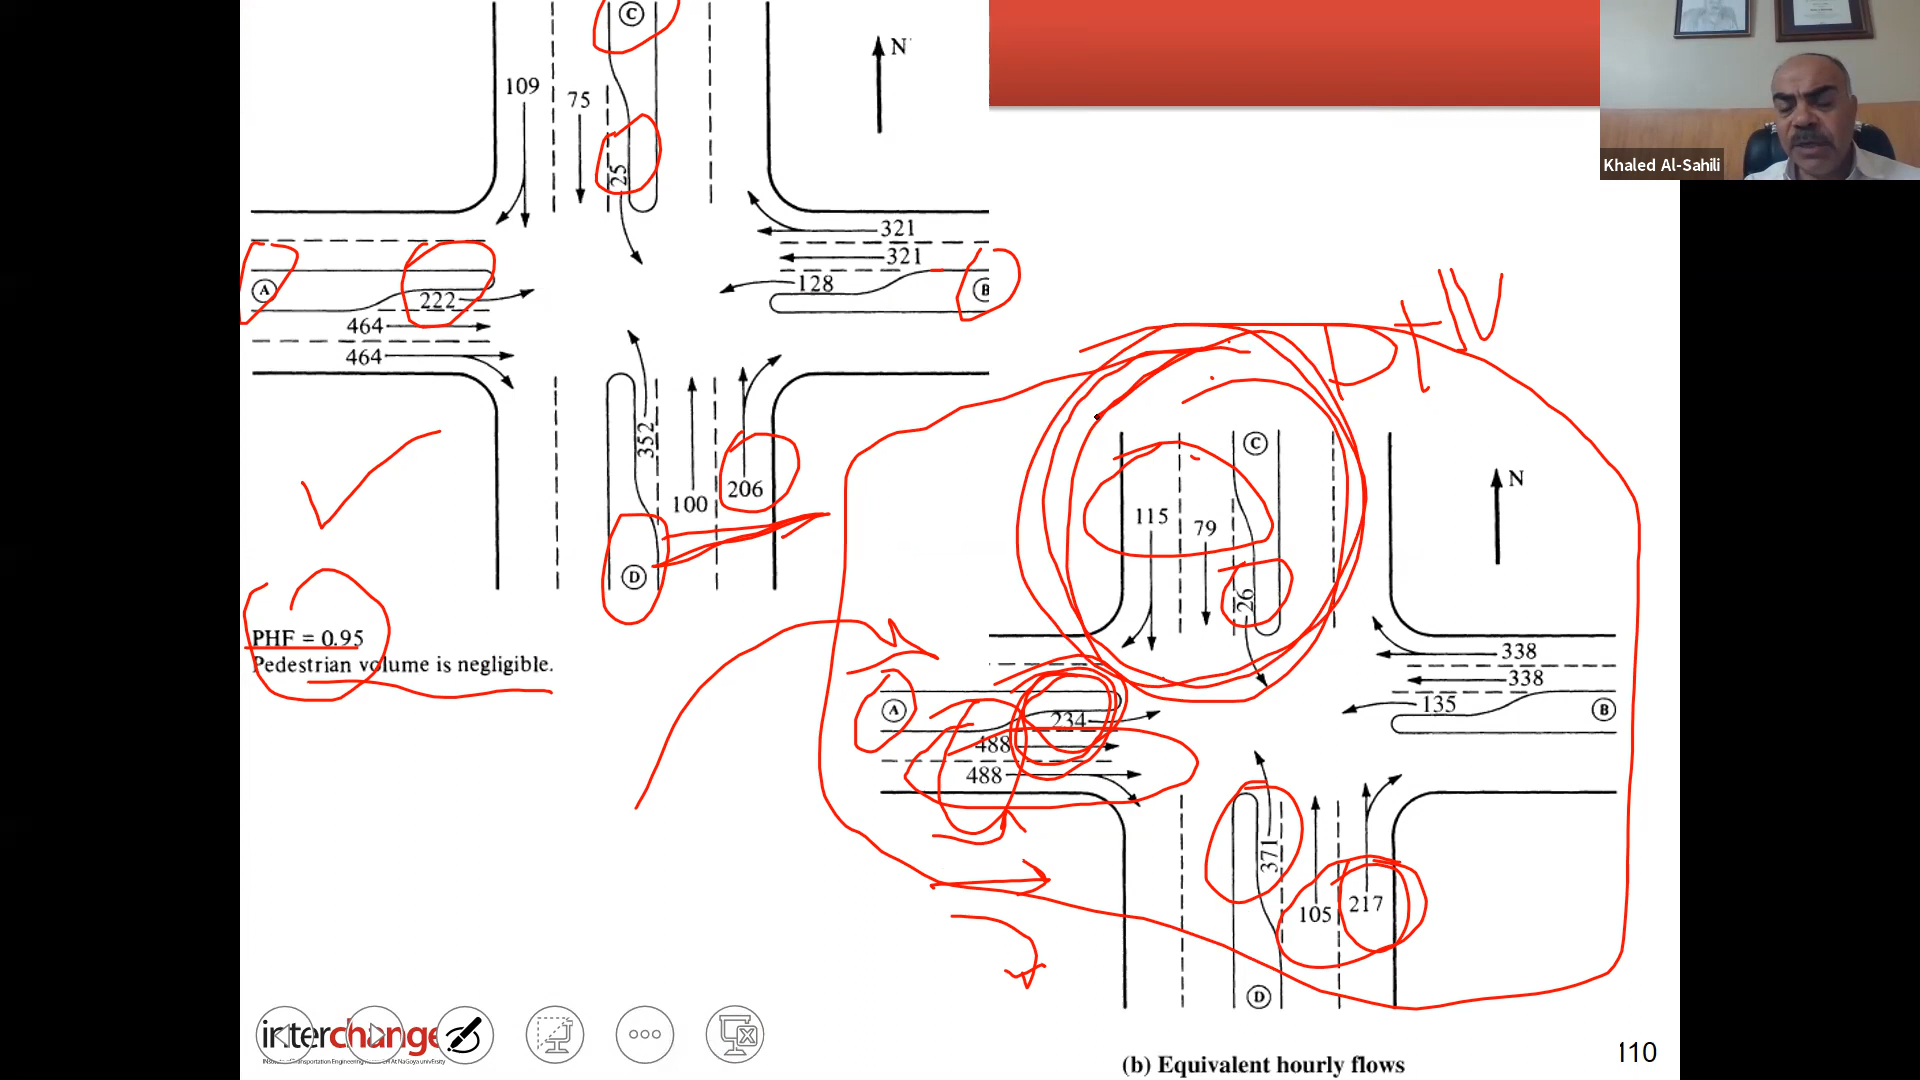 C
N
109
75
25
Khaled Al-Sahili
321
321
128
A
222
B
464
464
352
206
100
D
D+IV
C
N
115
79
26
PHF = 0.95
Pedestrian volume is negligible.
338
338
135
A
234
B
488
488
371
217
105
D
interchange
110
(b) Equivalent hourly flows